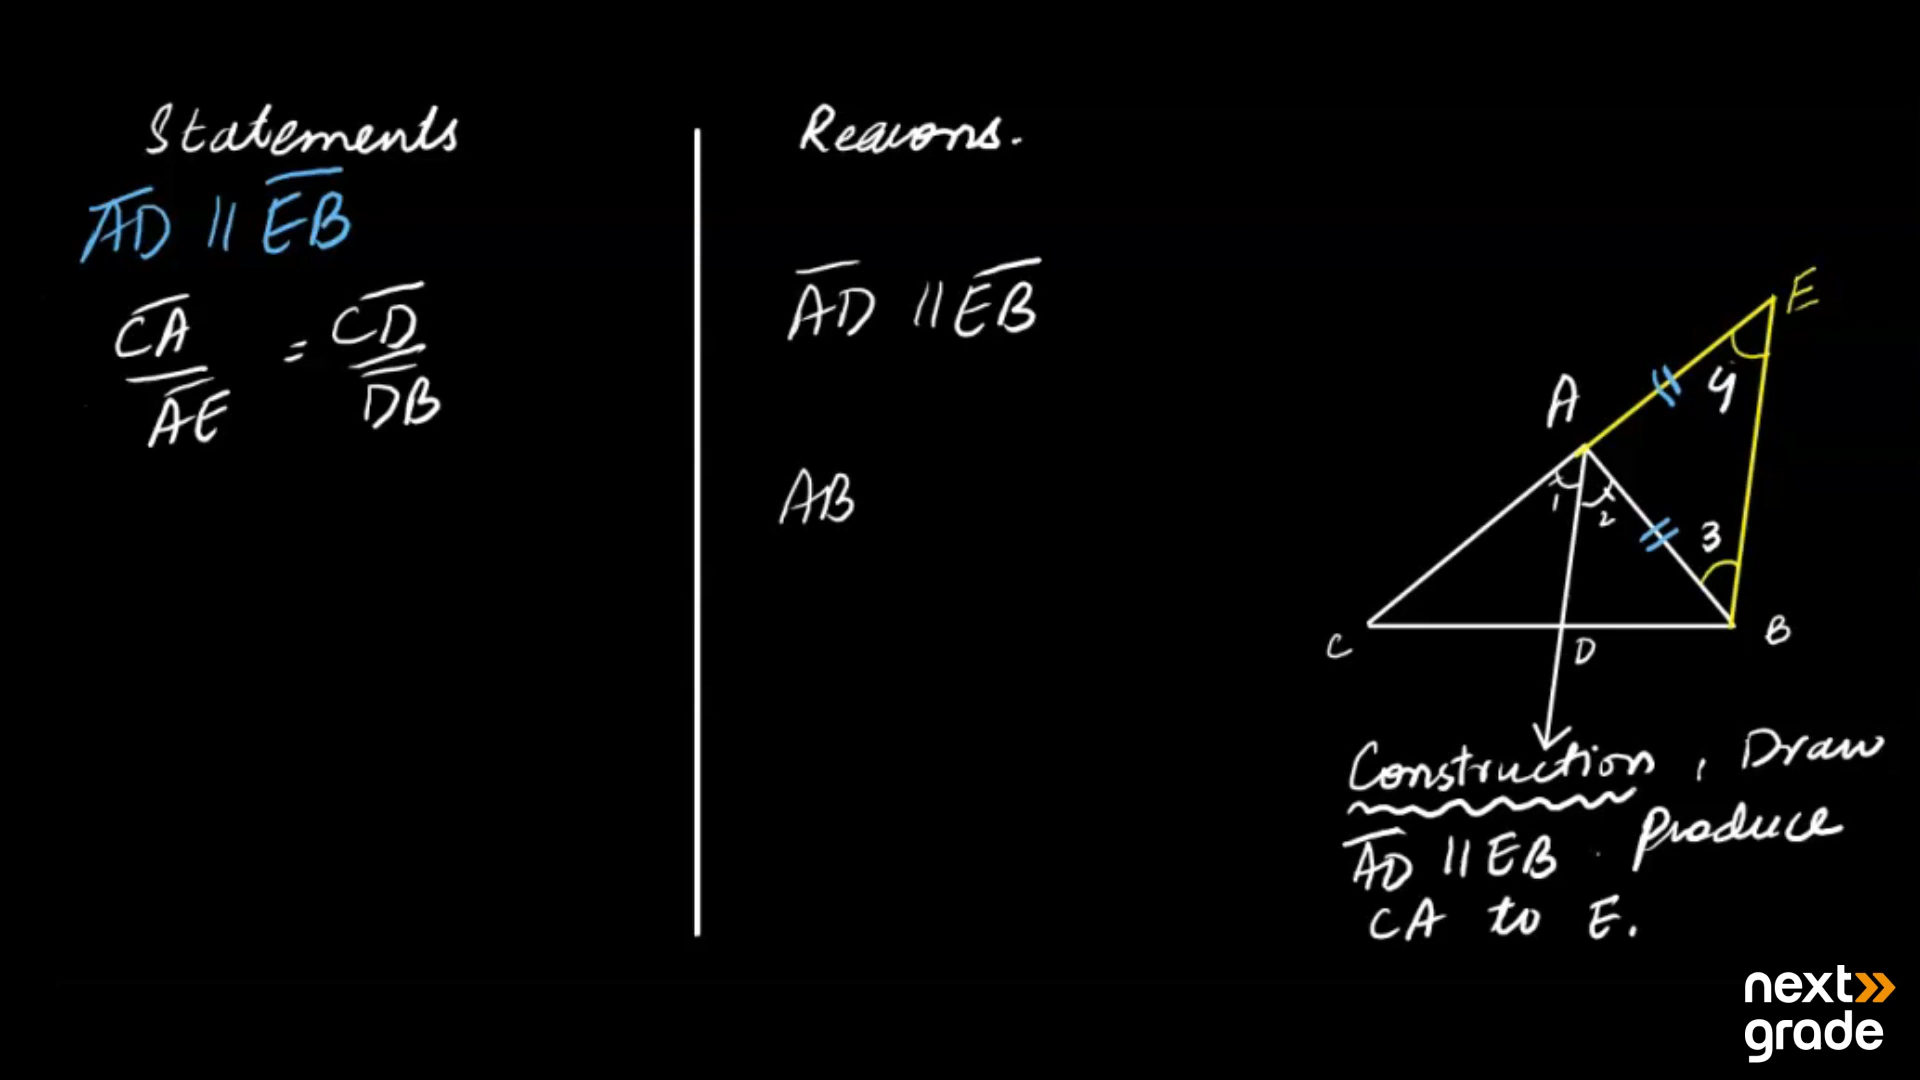 Statements
AD || EB
CA / AE = CD / DB
Reasons.
AD || EB
AB
E
4
A
1
2
3
C
D
B
Construction, Draw
AD || EB. Produce
CA to E.
next
grade